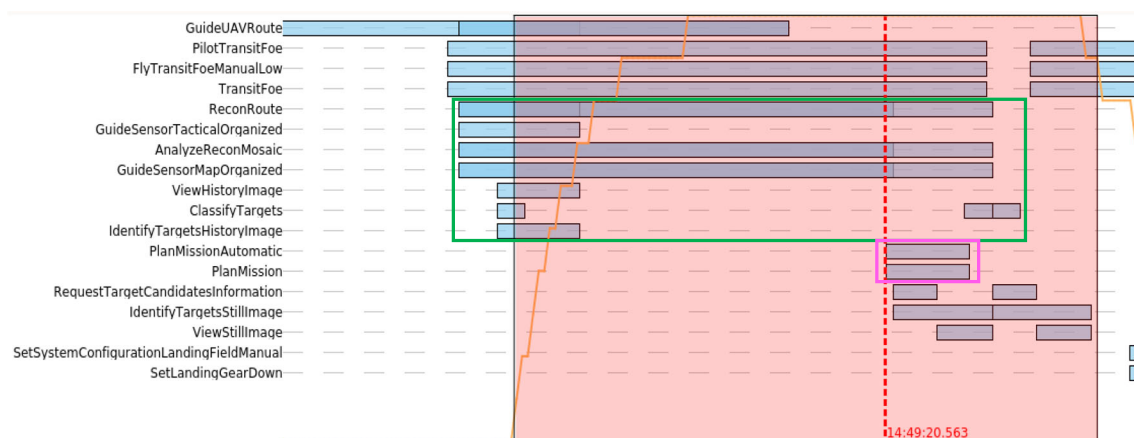 GuideUAVRoute
PilotTransitFoe
FlyTransitFoeManualLow
TransitFoe
ReconRoute
GuideSensorTacticalOrganized
AnalyzeReconMosaic
GuideSensorMapOrganized
ViewHistoryImage
ClassifyTargets
IdentifyTargetsHistoryImage
PlanMissionAutomatic
PlanMission
RequestTargetCandidatesInformation
IdentifyTargetsStillImage
ViewStillImage
SetSystemConfigurationLandingFieldManual
SetLandingGearDown
14:49:20.563